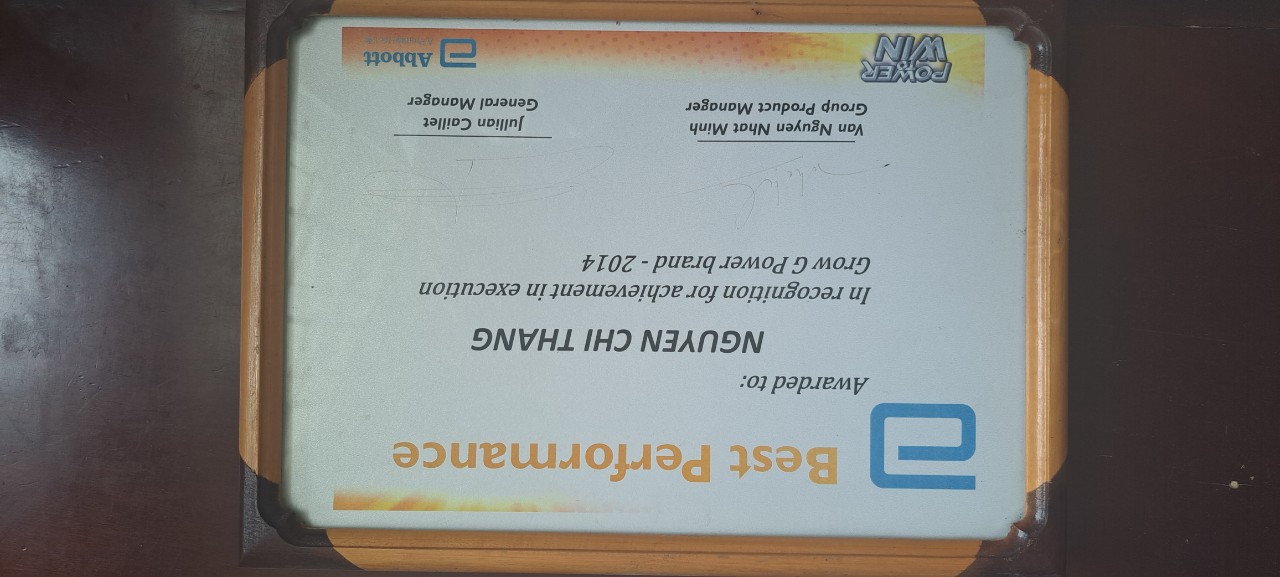 Best Performance
Awarded to:
NGUYEN CHI THANG
In recognition for achievement in execution
Grow G Power brand - 2014
Van Nguyen Nhat Minh
Group Product Manager
Jullian Caillet
General Manager
POWER
WIN
Abbott